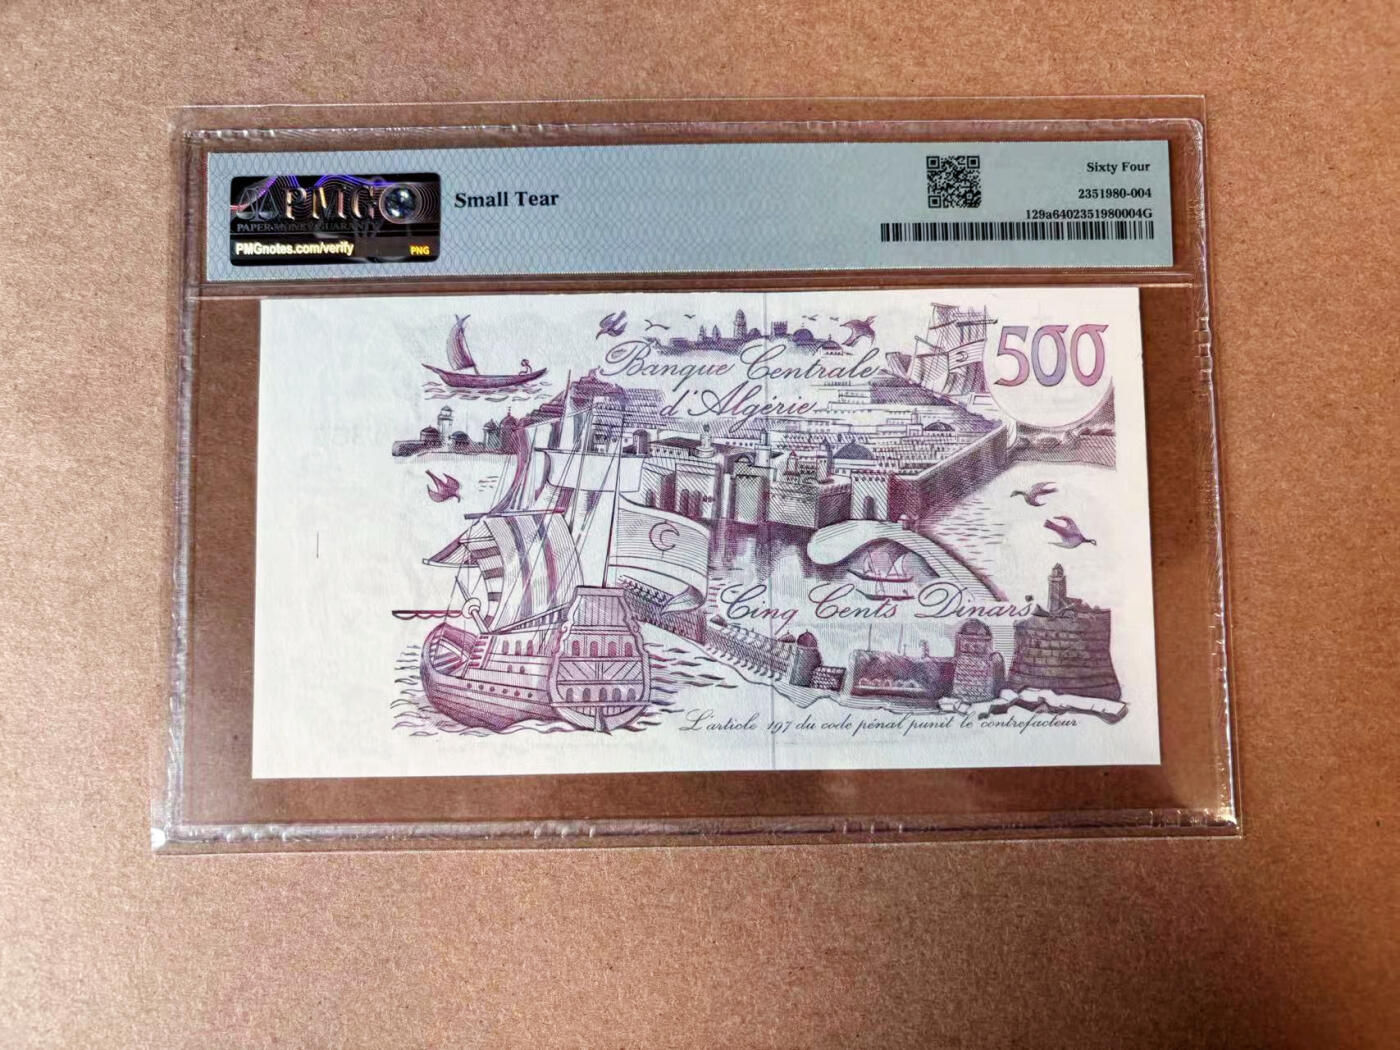 PMG
PAPER MONEY GUARANTY
PMGnotes.com/verify
PNG
Small Tear
Sixty Four
2351980-004
129a6402351980004G
500
Banque Centrale
d'Algérie
Cinq Cents Dinars
L'article 197 du code pénal punit le contrefacteur